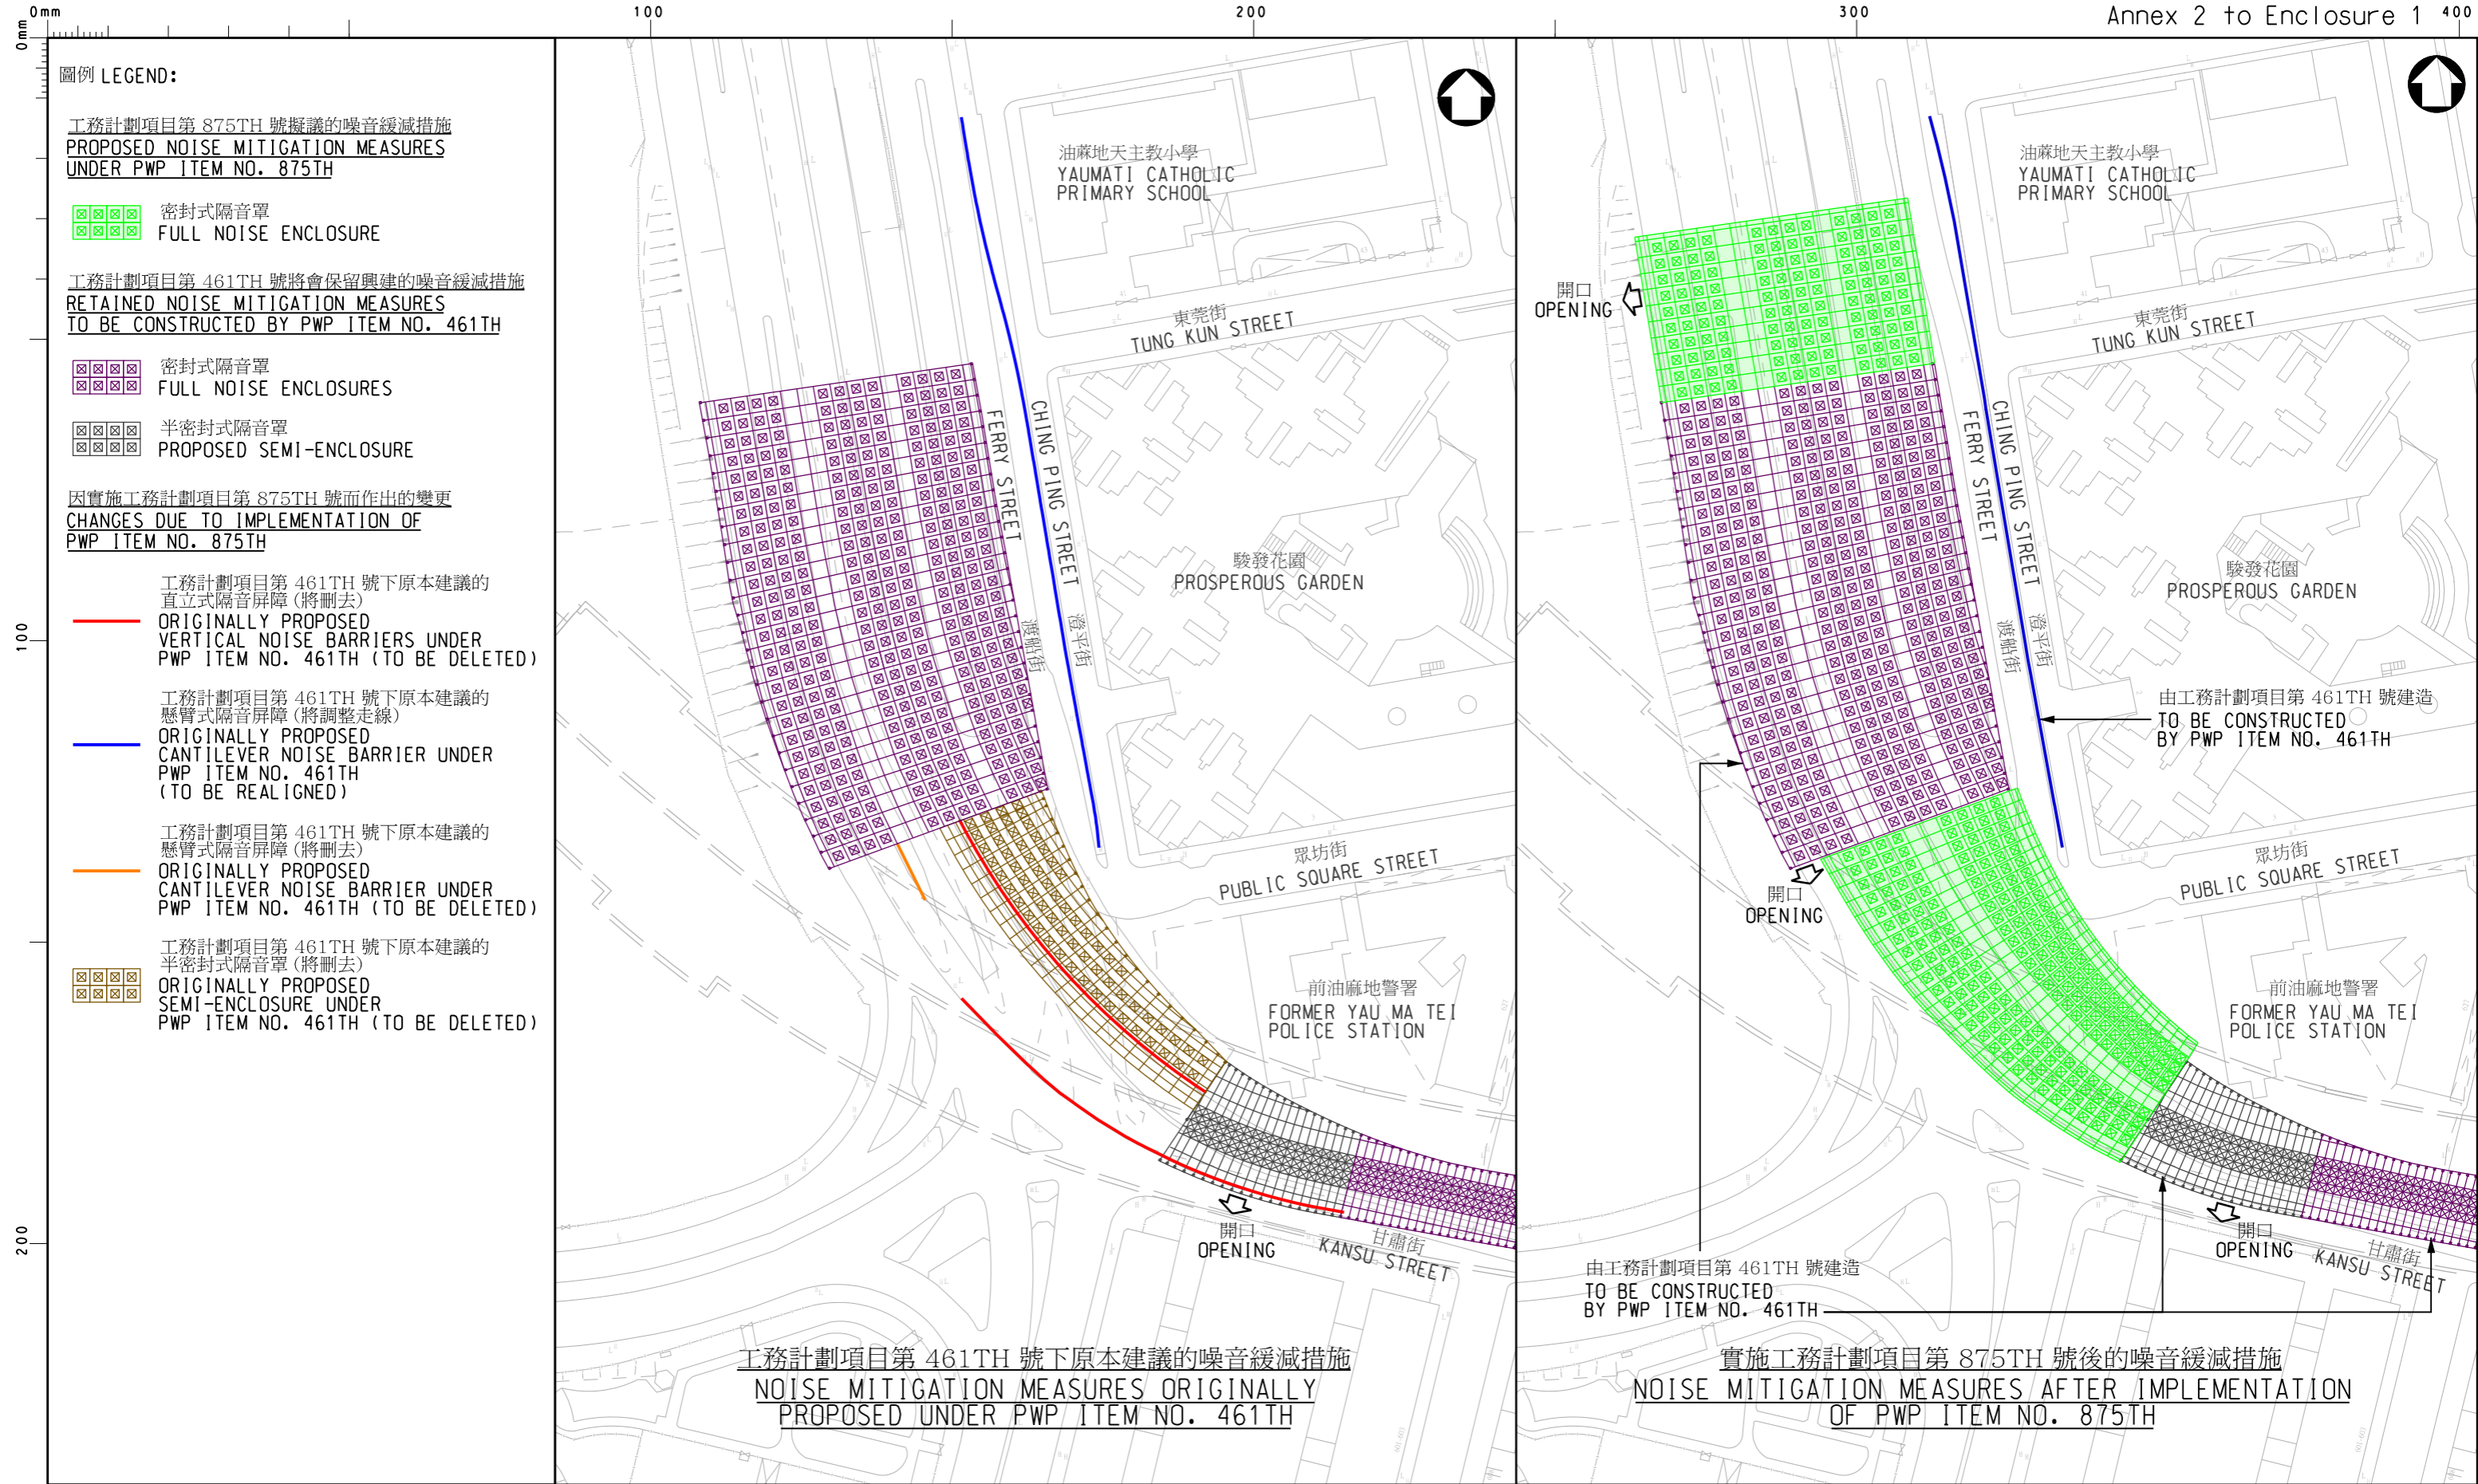 Annex 2 to Enclosure 1
0mm
100
200
300
400
0mm
100
200
圖例 LEGEND:
工務計劃項目第 875TH 號擬議的噪音緩減措施
PROPOSED NOISE MITIGATION MEASURES
UNDER PWP ITEM NO. 875TH
密封式隔音罩
FULL NOISE ENCLOSURE
工務計劃項目第 461TH 號將會保留興建的噪音緩減措施
RETAINED NOISE MITIGATION MEASURES
TO BE CONSTRUCTED BY PWP ITEM NO. 461TH
密封式隔音罩
FULL NOISE ENCLOSURES
半密封式隔音罩
PROPOSED SEMI-ENCLOSURE
因實施工務計劃項目第 875TH 號而作出的變更
CHANGES DUE TO IMPLEMENTATION OF
PWP ITEM NO. 875TH
工務計劃項目第 461TH 號下原本建議的
直立式隔音屏障 (將刪去)
ORIGINALLY PROPOSED
VERTICAL NOISE BARRIERS UNDER
PWP ITEM NO. 461TH (TO BE DELETED)
工務計劃項目第 461TH 號下原本建議的
懸臂式隔音屏障 (將調整走線)
ORIGINALLY PROPOSED
CANTILEVER NOISE BARRIER UNDER
PWP ITEM NO. 461TH
(TO BE REALIGNED)
工務計劃項目第 461TH 號下原本建議的
懸臂式隔音屏障 (將刪去)
ORIGINALLY PROPOSED
CANTILEVER NOISE BARRIER UNDER
PWP ITEM NO. 461TH (TO BE DELETED)
工務計劃項目第 461TH 號下原本建議的
半密封式隔音罩 (將刪去)
ORIGINALLY PROPOSED
SEMI-ENCLOSURE UNDER
PWP ITEM NO. 461TH (TO BE DELETED)
油蔴地天主教小學
YAUMATI CATHOLIC
PRIMARY SCHOOL
東莞街
TUNG KUN STREET
CHING PING STREET 澄平街
FERRY STREET 渡船街
駿發花園
PROSPEROUS GARDEN
眾坊街
PUBLIC SQUARE STREET
前油麻地警署
FORMER YAU MA TEI
POLICE STATION
開口
OPENING
甘肅街
KANSU STREET
工務計劃項目第 461TH 號下原本建議的噪音緩減措施
NOISE MITIGATION MEASURES ORIGINALLY
PROPOSED UNDER PWP ITEM NO. 461TH
油蔴地天主教小學
YAUMATI CATHOLIC
PRIMARY SCHOOL
開口
OPENING
東莞街
TUNG KUN STREET
CHING PING STREET 澄平街
FERRY STREET 渡船街
駿發花園
PROSPEROUS GARDEN
由工務計劃項目第 461TH 號建造
TO BE CONSTRUCTED
BY PWP ITEM NO. 461TH
眾坊街
PUBLIC SQUARE STREET
開口
OPENING
前油麻地警署
FORMER YAU MA TEI
POLICE STATION
開口
OPENING
甘肅街
KANSU STREET
由工務計劃項目第 461TH 號建造
TO BE CONSTRUCTED
BY PWP ITEM NO. 461TH
實施工務計劃項目第 875TH 號後的噪音緩減措施
NOISE MITIGATION MEASURES AFTER IMPLEMENTATION
OF PWP ITEM NO. 875TH